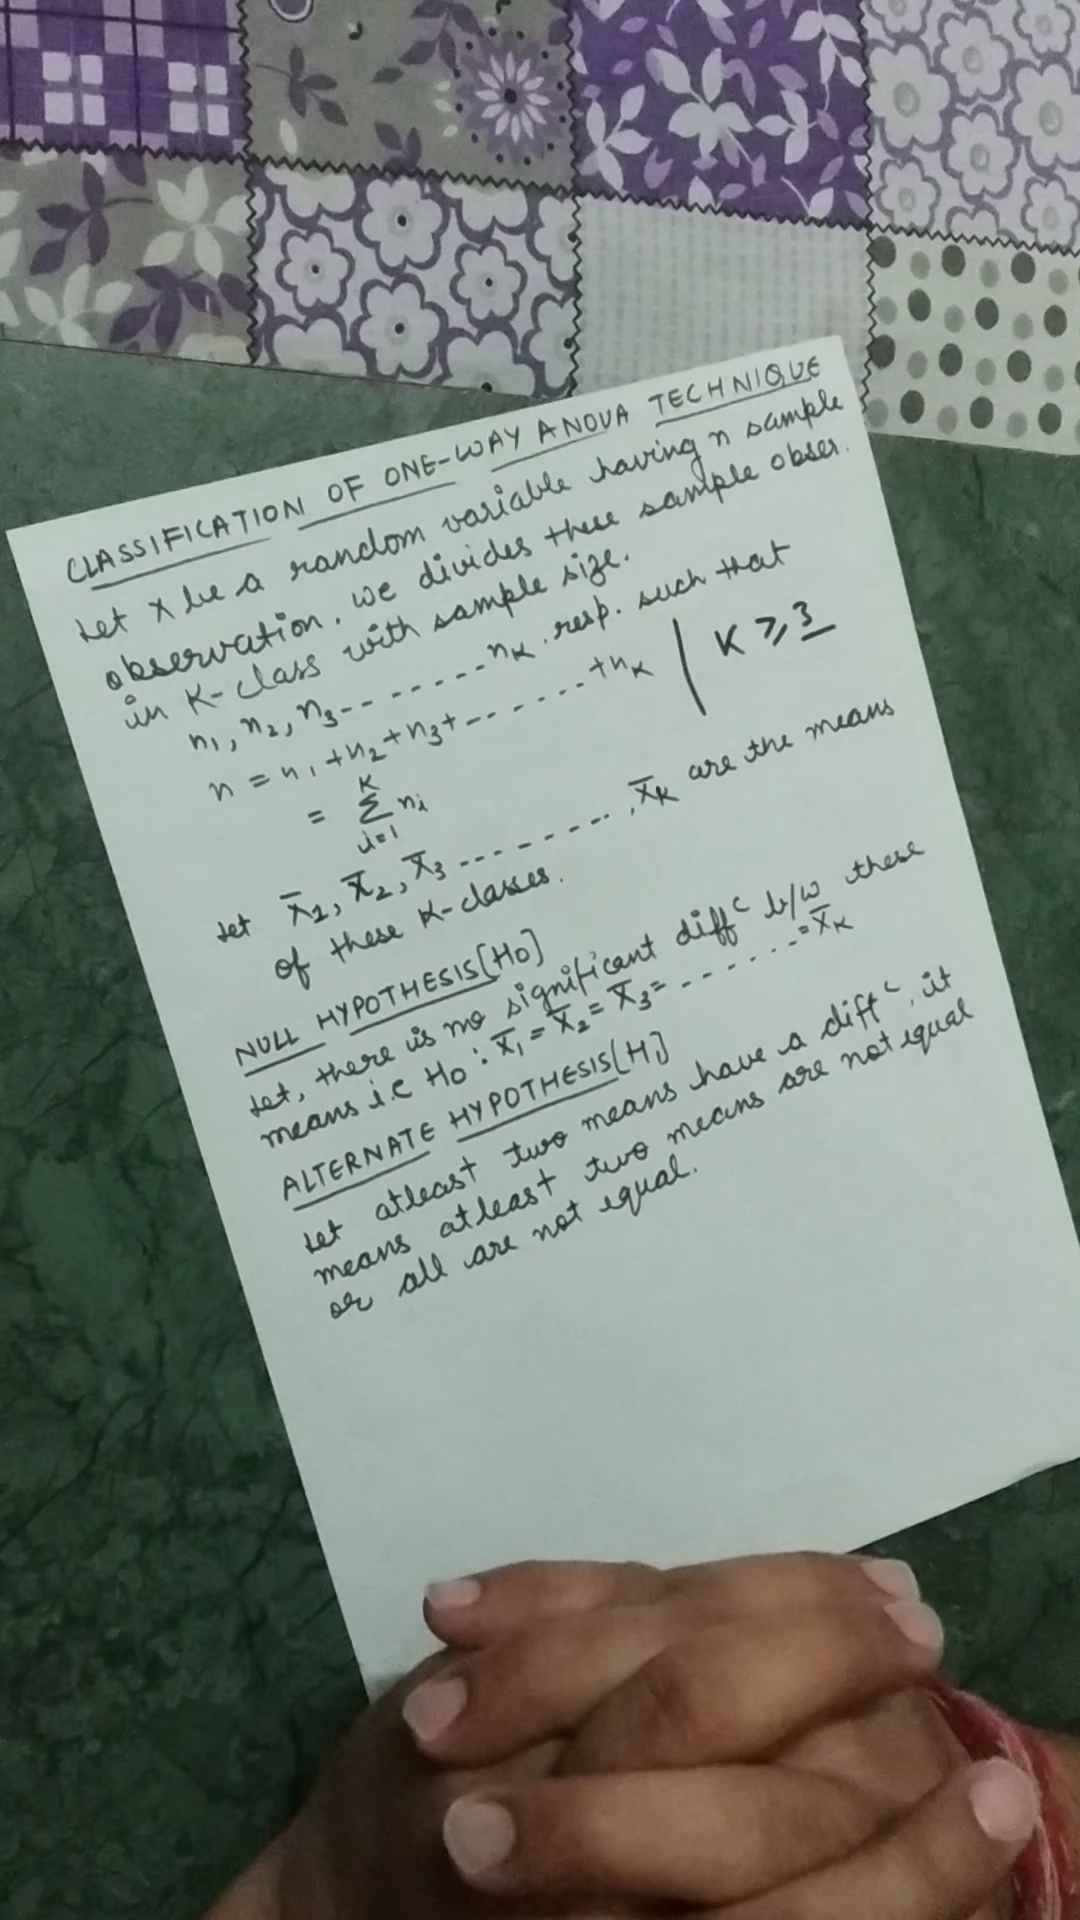 CLASSIFICATION OF ONE-WAY ANOVA TECHNIQUE
Let X be a random variable having n sample
observation. we divides these sample obser.
in K-class with sample size.
n1, n2, n3--------nK. resp. such that
n = n1+n2+n3+-------+nK | K ≥ 3
= K∑i=1 ni
Let X̄1, X̄2, X̄3 ---------, X̄K are the means
of these K-classes.
NULL HYPOTHESIS[H0]
Let, there is no significant diffᶜ b/w these
means i.e H0 : X̄1 = X̄2 = X̄3 = -------= X̄K
ALTERNATE HYPOTHESIS[H1]
Let atleast two means have a diffᶜ, it
means atleast two means are not equal
or all are not equal.